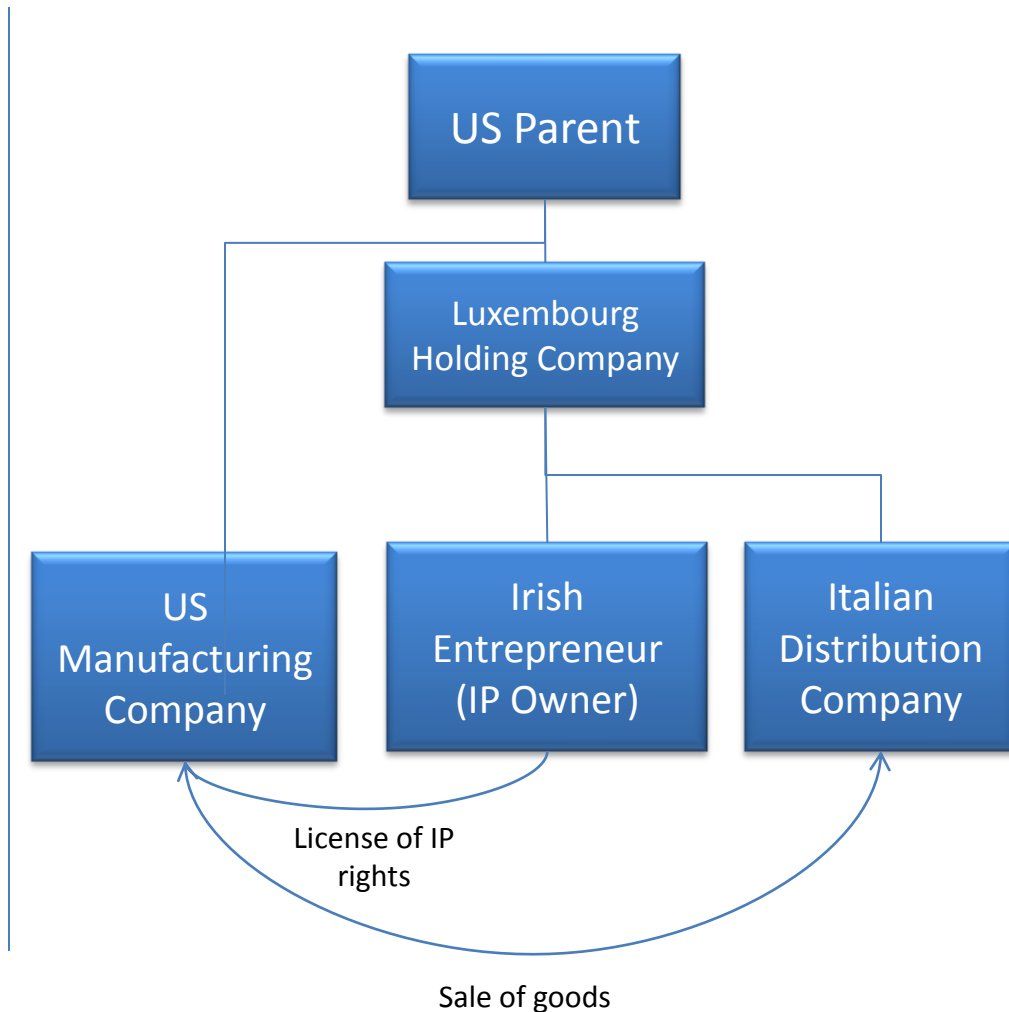 US Parent
Luxembourg
Holding Company
US
Manufacturing
Company
Irish
Entrepreneur
(IP Owner)
Italian
Distribution
Company
License of IP
rights
Sale of goods